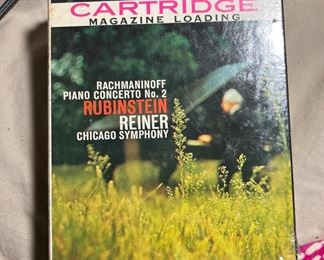 CARTRIDGE
MAGAZINE LOADING
RACHMANINOFF
PIANO CONCERTO No. 2
RUBINSTEIN
REINER
CHICAGO SYMPHONY